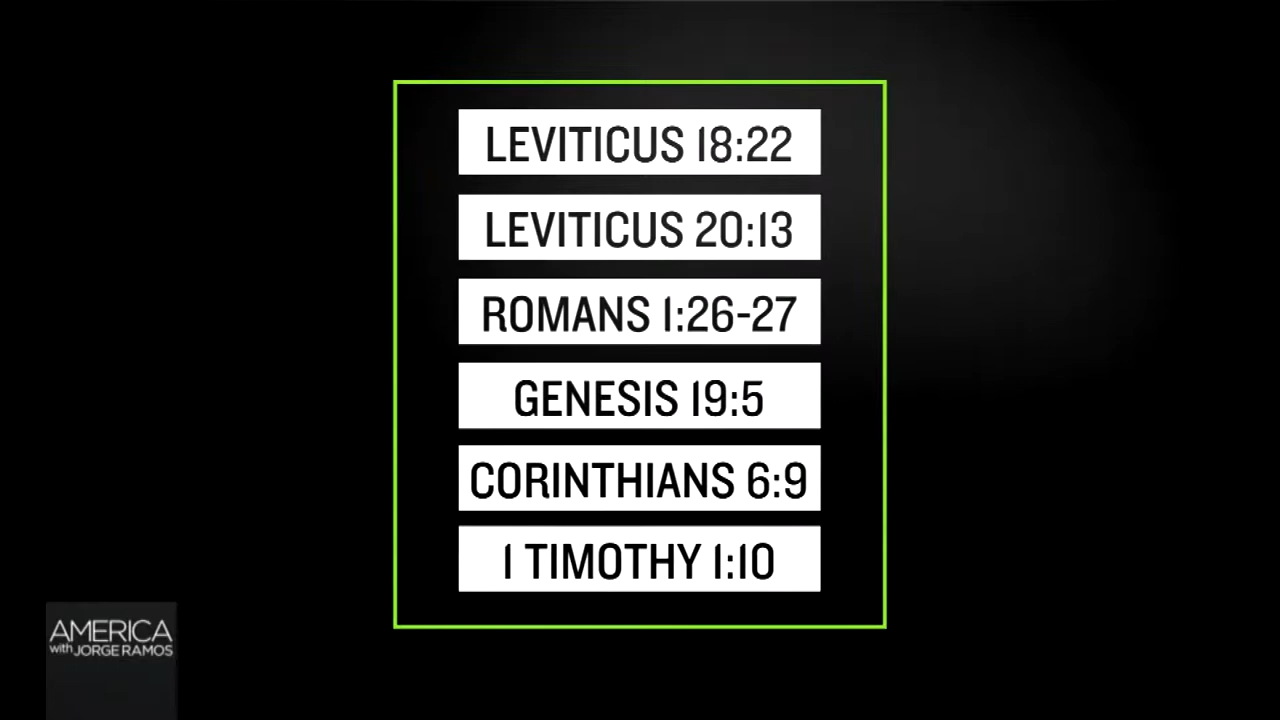 LEVITICUS 18:22
LEVITICUS 20:13
ROMANS 1:26-27
GENESIS 19:5
CORINTHIANS 6:9
1 TIMOTHY 1:10
AMERICA
with JORGE RAMOS